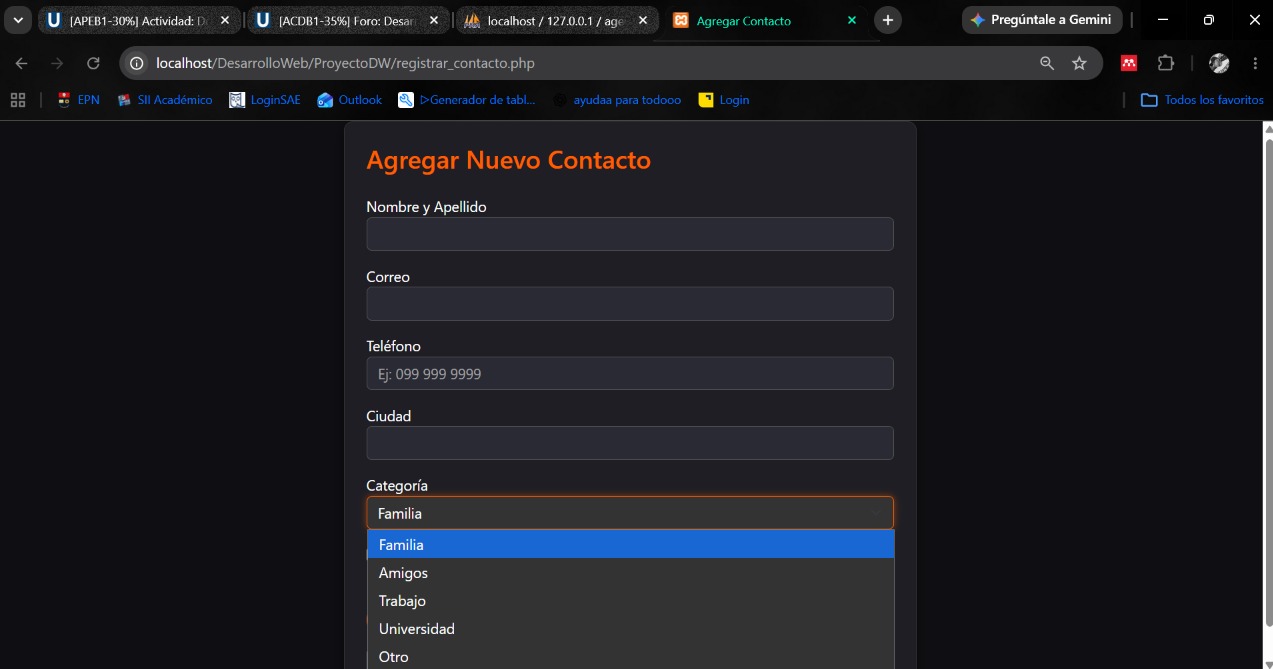 [APEB1-30%] Actividad: D
[ACDB1-35%] Foro: Desar
localhost / 127.0.0.1 / age
Agregar Contacto
Pregúntale a Gemini
localhost/DesarrolloWeb/ProyectoDW/registrar_contacto.php
EPN
SII Académico
LoginSAE
Outlook
▷Generador de tabl...
ayudaa para todooo
Login
Todos los favoritos
Agregar Nuevo Contacto
Nombre y Apellido
Correo
Teléfono
Ej: 099 999 9999
Ciudad
Categoría
Familia
Familia
Amigos
Trabajo
Universidad
Otro